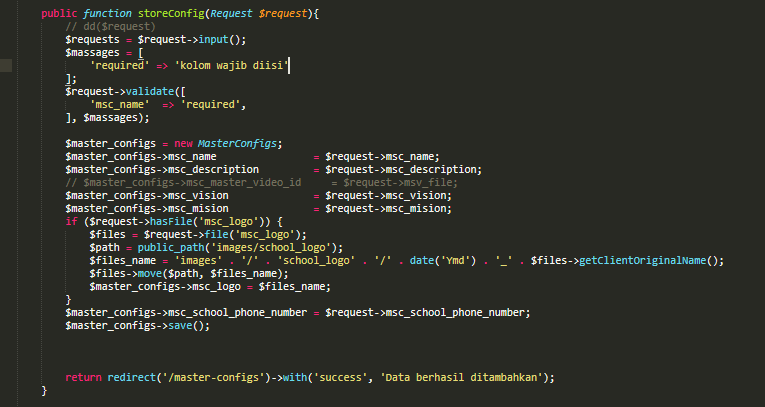 public function storeConfig(Request $request){
// dd($request)
$requests = $request->input();
$massages = [
'required' => 'kolom wajib diisi'
];
$request->validate([
'msc_name'  => 'required',
], $massages);
$master_configs = new MasterConfigs;
$master_configs->msc_name = $request->msc_name;
$master_configs->msc_description = $request->msc_description;
// $master_configs->msc_master_video_id = $request->msv_file;
$master_configs->msc_vision = $request->msc_vision;
$master_configs->msc_mision = $request->msc_mision;
if ($request->hasFile('msc_logo')) {
$files = $request->file('msc_logo');
$path = public_path('images/school_logo');
$files_name = 'images' . '/' . 'school_logo' . '/' . date('Ymd') . '_' . $files->getClientOriginalName();
$files->move($path, $files_name);
$master_configs->msc_logo = $files_name;
}
$master_configs->msc_school_phone_number = $request->msc_school_phone_number;
$master_configs->save();
return redirect('/master-configs')->with('success', 'Data berhasil ditambahkan');
}